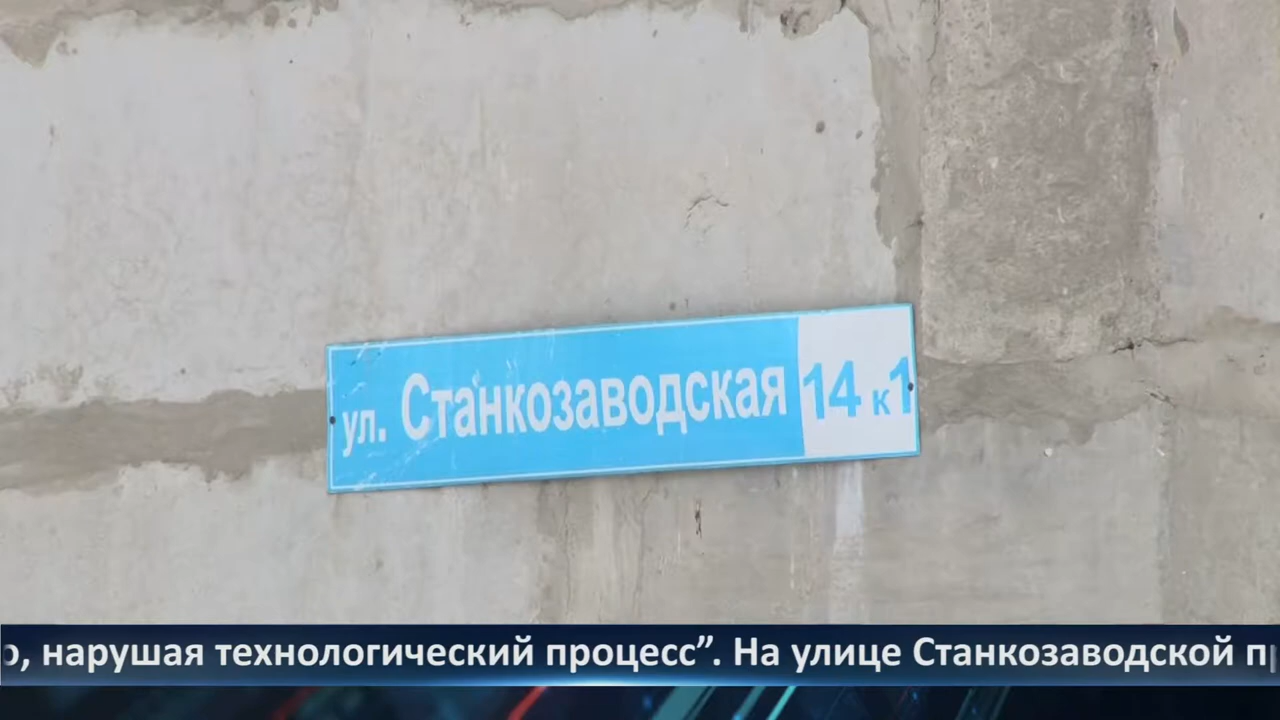 ул. Станкозаводская 14 к1
о, нарушая технологический процесс”. На улице Станкозаводской п